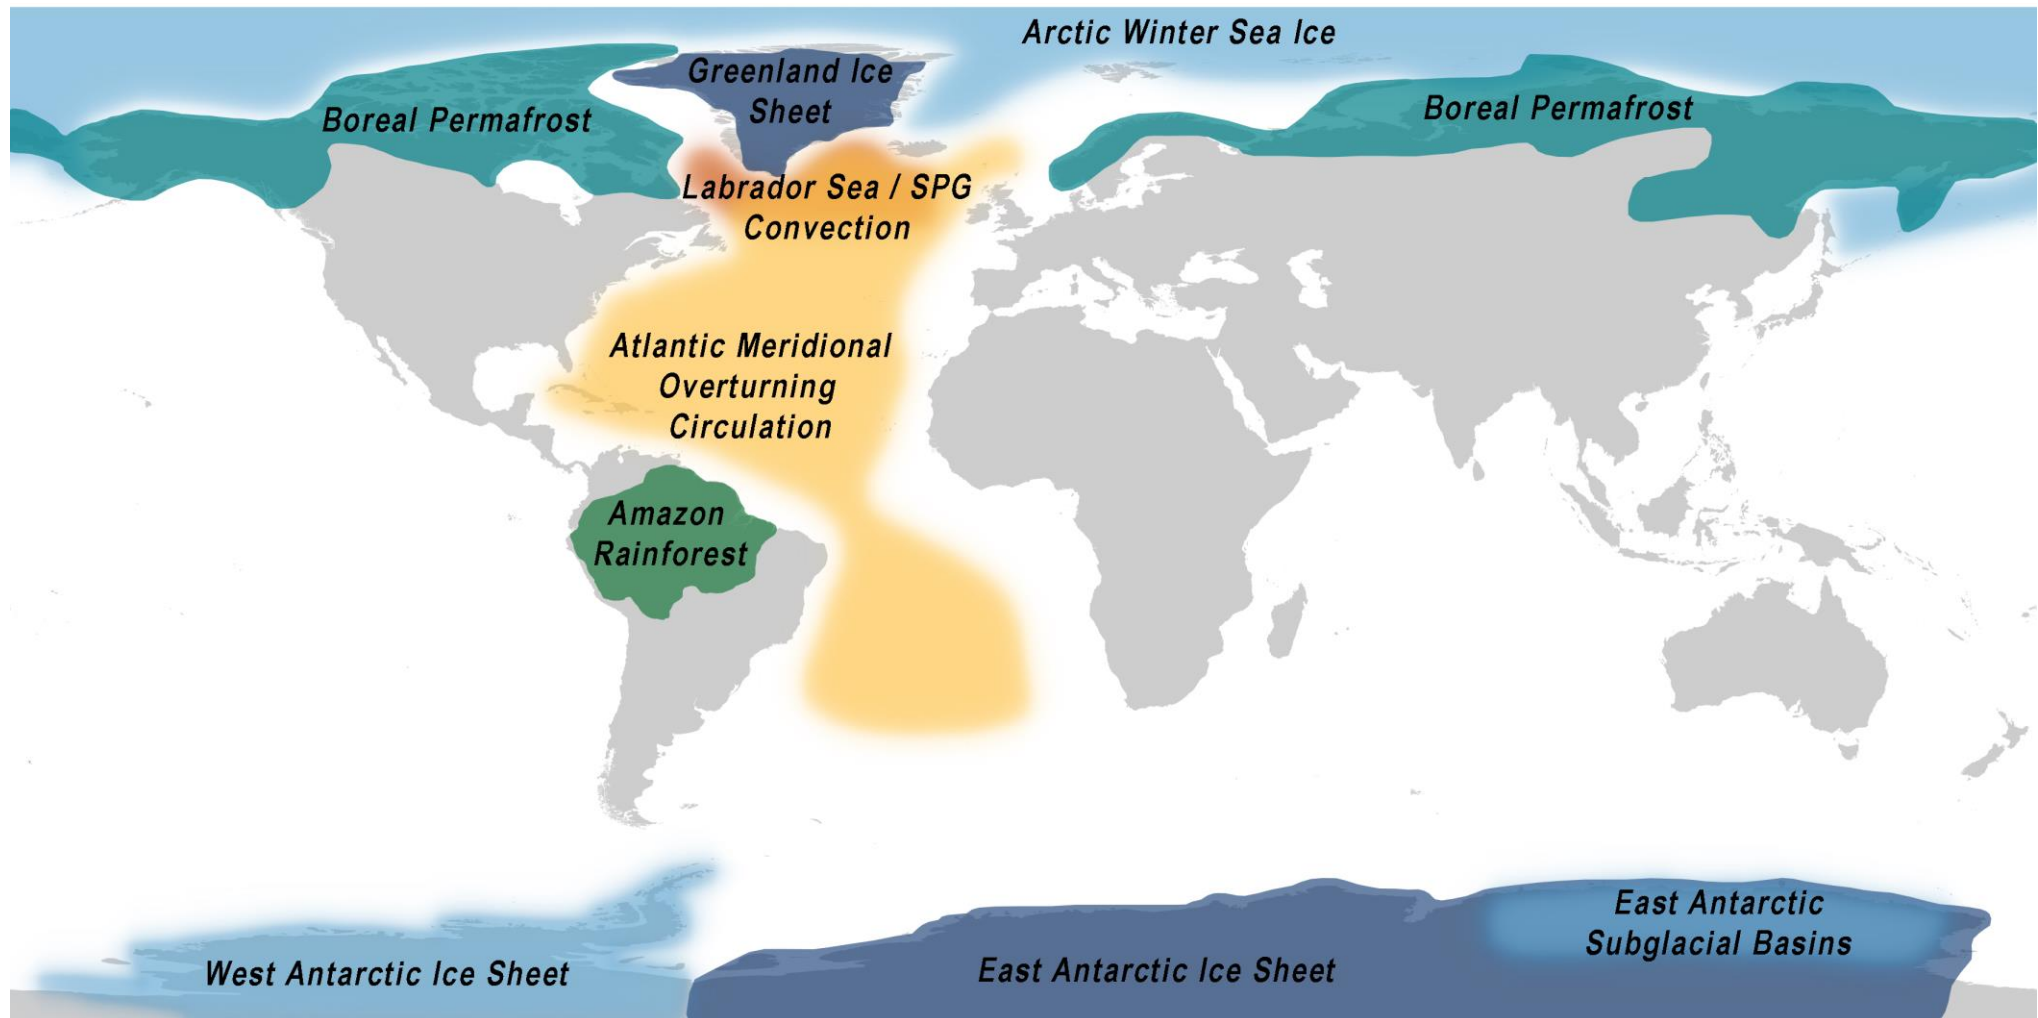 Arctic Winter Sea Ice
Greenland Ice
Sheet
Boreal Permafrost
Boreal Permafrost
Labrador Sea / SPG
Convection
Atlantic Meridional
Overturning
Circulation
Amazon
Rainforest
East Antarctic
Subglacial Basins
West Antarctic Ice Sheet
East Antarctic Ice Sheet